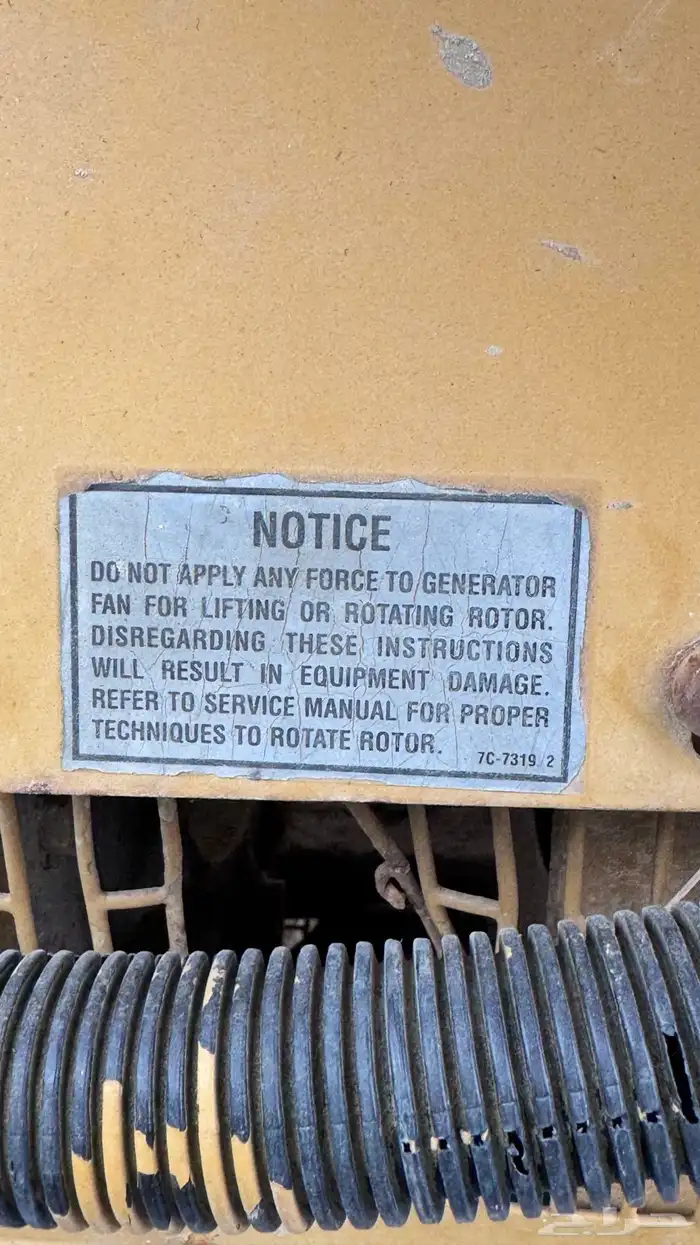 NOTICE
DO NOT APPLY ANY FORCE TO GENERATOR
FAN FOR LIFTING OR ROTATING ROTOR.
DISREGARDING THESE INSTRUCTIONS
WILL RESULT IN EQUIPMENT DAMAGE.
REFER TO SERVICE MANUAL FOR PROPER
TECHNIQUES TO ROTATE ROTOR.
7C-7319 2
حراج